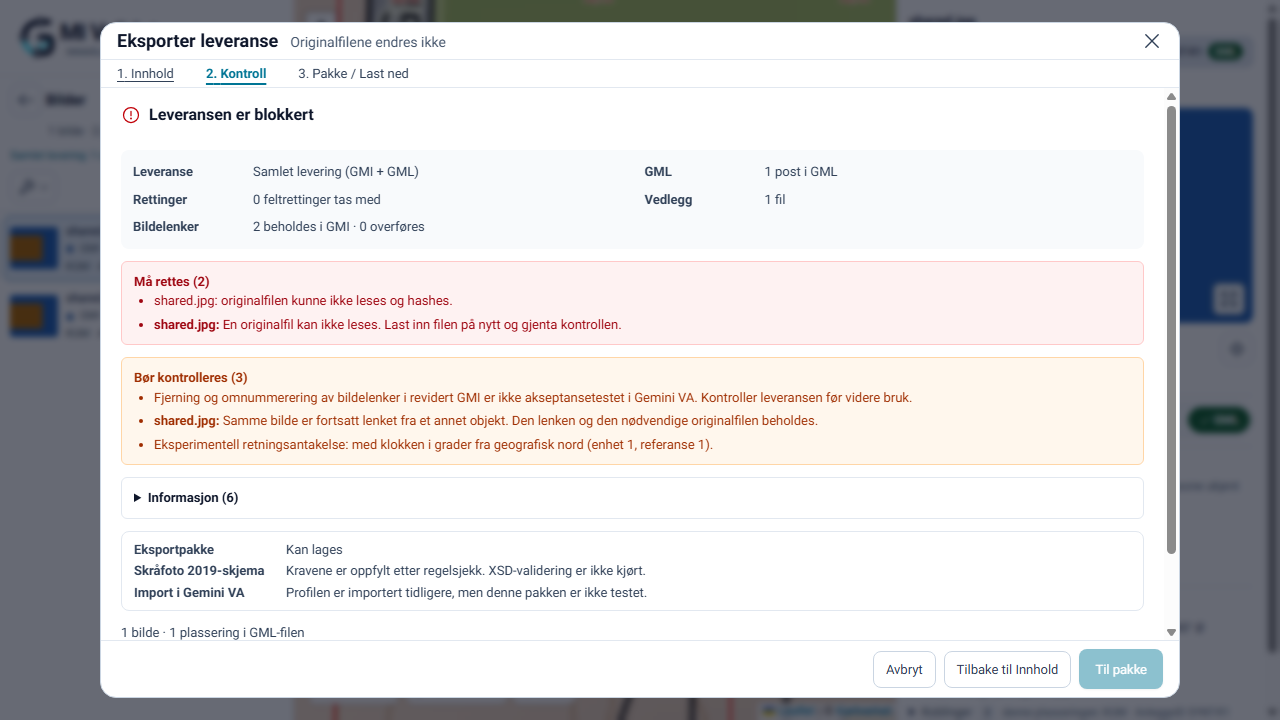 Eksporter leveranse Originalfilene endres ikke
1. Innhold 2. Kontroll 3. Pakke / Last ned
Leveransen er blokkert
Leveranse Samlet levering (GMI + GML) GML 1 post i GML
Rettinger 0 feltrettinger tas med Vedlegg 1 fil
Bildelenker 2 beholdes i GMI · 0 overføres
Må rettes (2)
• shared.jpg: originalfilen kunne ikke leses og hashes.
• shared.jpg: En originalfil kan ikke leses. Last inn filen på nytt og gjenta kontrollen.
Bør kontrolleres (3)
• Fjerning og omnummerering av bildelenker i revidert GMI er ikke akseptansetestet i Gemini VA. Kontroller leveransen før videre bruk.
• shared.jpg: Samme bilde er fortsatt lenket fra et annet objekt. Den lenken og den nødvendige originalfilen beholdes.
• Eksperimentell retningsantakelse: med klokken i grader fra geografisk nord (enhet 1, referanse 1).
Informasjon (6)
Eksportpakke Kan lages
Skråfoto 2019-skjema Kravene er oppfylt etter regelsjekk. XSD-validering er ikke kjørt.
Import i Gemini VA Profilen er importert tidligere, men denne pakken er ikke testet.
1 bilde · 1 plassering i GML-filen
Avbryt Tilbake til Innhold Til pakke
Bilder